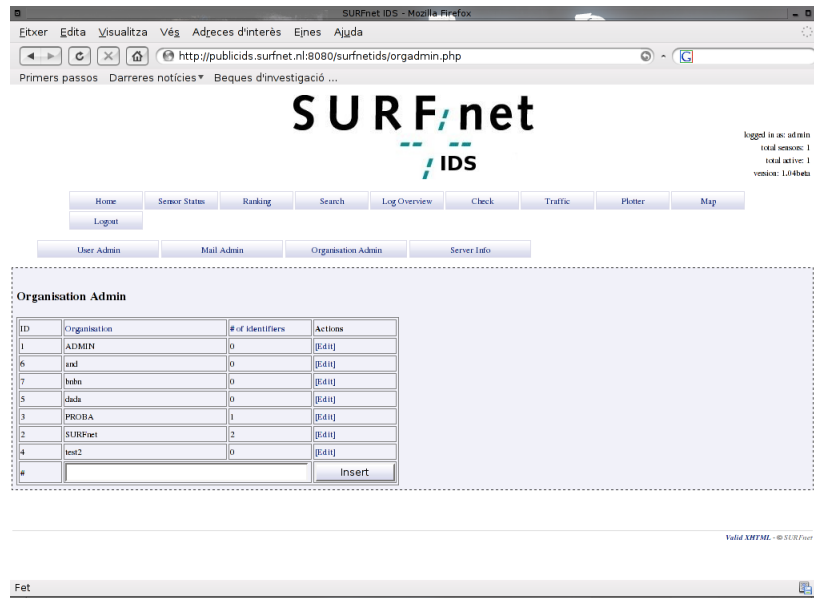 SURFnet IDS - Mozilla Firefox
Eitxer Edita Visualitza Vés Adreces d'interès Eines Ajuda
http://publicids.surfnet.nl:8080/surfnetids/orgadmin.php
Primers passos Darreres notícies Beques d'investigació ...
SURFnet
IDS
logged in as: admin
total sensors: 1
total active: 1
version: 1.04beta
Home Sensor Status Ranking Search Log Overview Check Traffic Plotter Map
Logout
User Admin Mail Admin Organisation Admin Server Info
Organisation Admin
ID Organisation # of identifiers Actions
1 ADMIN 0 [Edit]
6 and 0 [Edit]
7 bnbn 0 [Edit]
5 dada 0 [Edit]
3 PROBA 1 [Edit]
2 SURFnet 2 [Edit]
4 test2 0 [Edit]
# Insert
Valid XHTML - © SURFnet
Fet